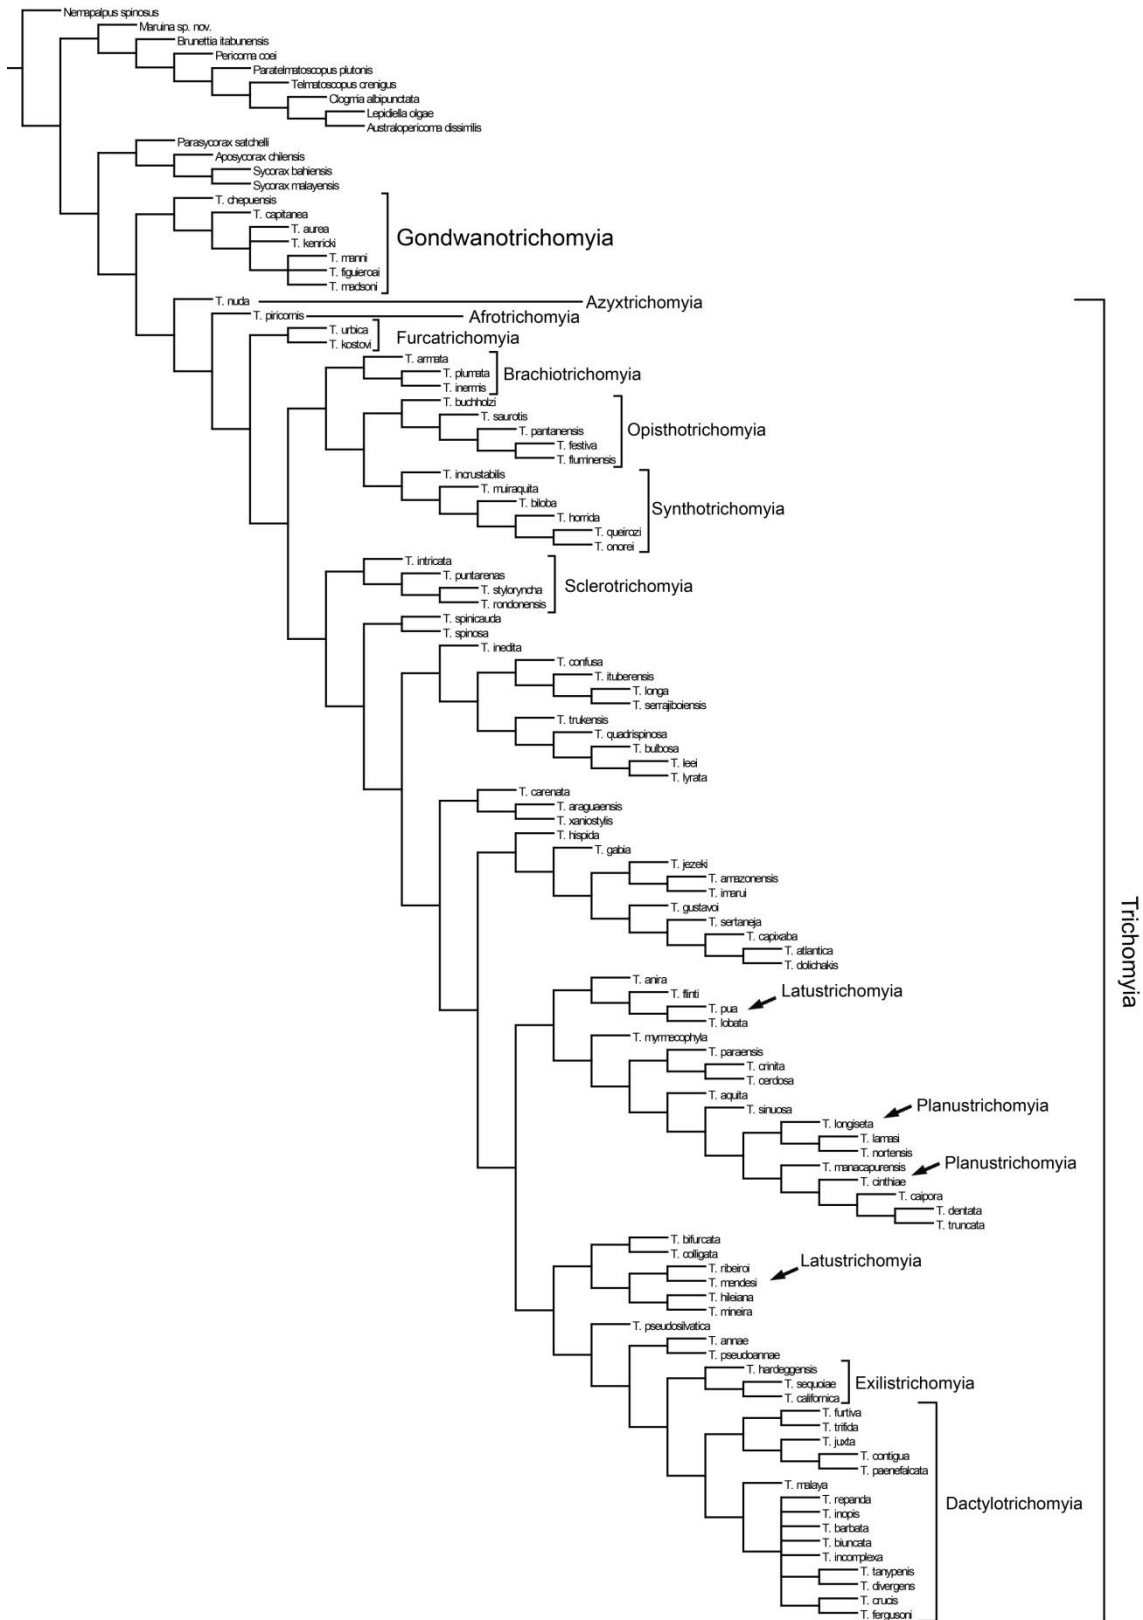 Nemapalpus spinosus
Maruina sp. nov.
Brunettia itabunensis
Pericoma coei
Paratelmatoscopus plutonis
Telmatoscopus crenigus
Clogmia albipunctata
Lepidiella olgae
Australopericoma dissimilis
Parasycorax satchelli
Aposycorax chilensis
Sycorax bahiensis
Sycorax malayensis
T. chepuensis
T. capitanea
T. aurea
T. kenricki
Gondwanotrichomyia
T. manni
T. figuieroai
T. madsoni
T. nuda
Azyxtrichomyia
T. piricornis
Afrotrichomyia
T. urbica
Furcatrichomyia
T. kostovi
T. armata
T. plumata
Brachiotrichomyia
T. inermis
T. buchholzi
T. saurotis
T. pantanensis
Opisthotrichomyia
T. festiva
T. fluminensis
T. incrustabilis
T. muiraquita
T. biloba
Synthotrichomyia
T. horrida
T. queirozi
T. onorei
T. intricata
T. puntarenas
Sclerotrichomyia
T. styloryncha
T. rondonensis
T. spinicauda
T. spinosa
T. inedita
T. confusa
T. ituberensis
T. longa
T. serrajiboiensis
T. trukensis
T. quadrispinosa
T. bulbosa
T. leei
T. lyrata
T. carenata
T. araguaensis
T. xaniostylis
T. hispida
T. gabia
T. jezeki
T. amazonensis
T. imarui
T. gustavoi
T. sertaneja
T. capixaba
T. atlantica
T. dolichakis
Trichomyia
T. anira
T. flinti
Latustrichomyia
T. pua
T. lobata
T. myrmecophyla
T. paraensis
T. crinita
T. cerdosa
T. aquita
T. sinuosa
Planustrichomyia
T. longiseta
T. lamasi
T. nortensis
T. manacapurensis
Planustrichomyia
T. cinthiae
T. caipora
T. dentata
T. truncata
T. bifurcata
T. colligata
Latustrichomyia
T. ribeiroi
T. mendesi
T. hileiana
T. mineira
T. pseudosilvatica
T. annae
T. pseudoannae
T. hardeggensis
T. sequoiae
Exilistrichomyia
T. californica
T. furtiva
T. trifida
T. juxta
T. contigua
T. paenefalcata
T. malaya
T. repanda
Dactylotrichomyia
T. inopis
T. barbata
T. biuncata
T. incomplexa
T. tanypenis
T. divergens
T. crucis
T. fergusoni